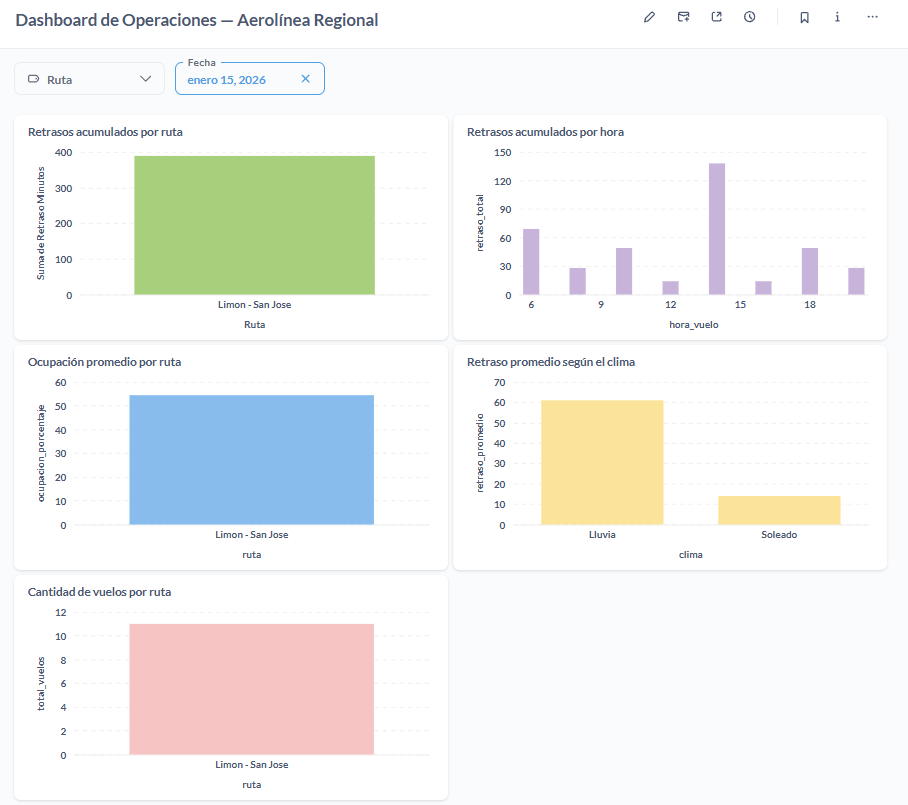 Dashboard de Operaciones — Aerolínea Regional
Ruta
Fecha
enero 15, 2026
Retrasos acumulados por ruta
Suma de Retraso Minutos
400
300
200
100
0
Limon - San Jose
Ruta
Retrasos acumulados por hora
retraso_total
150
120
90
60
30
0
6
9
12
15
18
hora_vuelo
Ocupación promedio por ruta
ocupacion_porcentaje
60
50
40
30
20
10
0
Limon - San Jose
ruta
Retraso promedio según el clima
retraso_promedio
70
60
50
40
30
20
10
0
Lluvia
Soleado
clima
Cantidad de vuelos por ruta
total_vuelos
12
10
8
6
4
2
0
Limon - San Jose
ruta